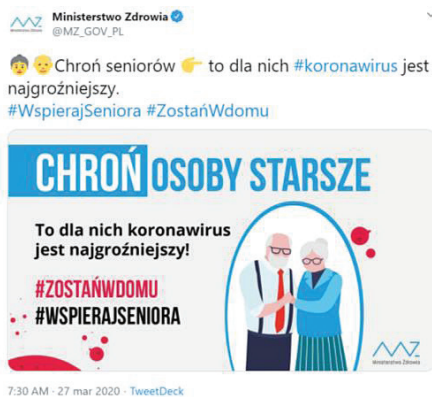 Ministerstwo Zdrowia
@MZ_GOV_PL
Chroń seniorów 👉 to dla nich #koronawirus jest
najgroźniejszy.
#WspierajSeniora #ZostańWdomu
CHROŃ OSOBY STARSZE
To dla nich koronawirus
jest najgroźniejszy!
#ZOSTAŃWDOMU
#WSPIERAJSENIORA
Ministerstwo Zdrowia
7:30 AM · 27 mar 2020 · TweetDeck